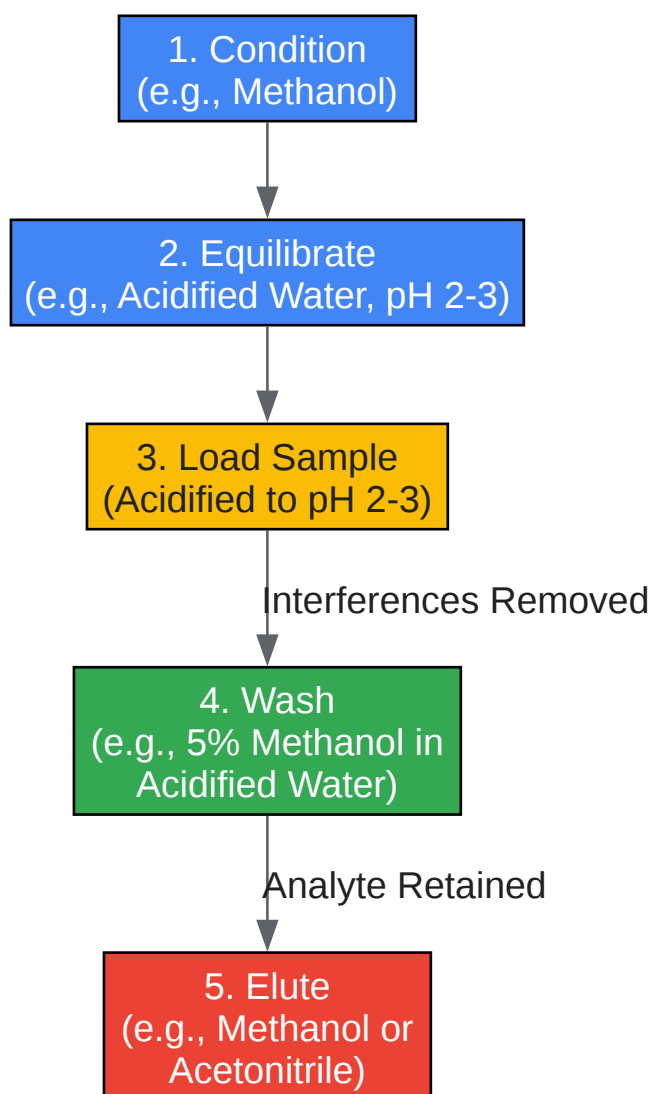 1. Condition
(e.g., Methanol)
2. Equilibrate
(e.g., Acidified Water, pH 2-3)
3. Load Sample
(Acidified to pH 2-3)
Interferences Removed
4. Wash
(e.g., 5% Methanol in
Acidified Water)
Analyte Retained
5. Elute
(e.g., Methanol or
Acetonitrile)